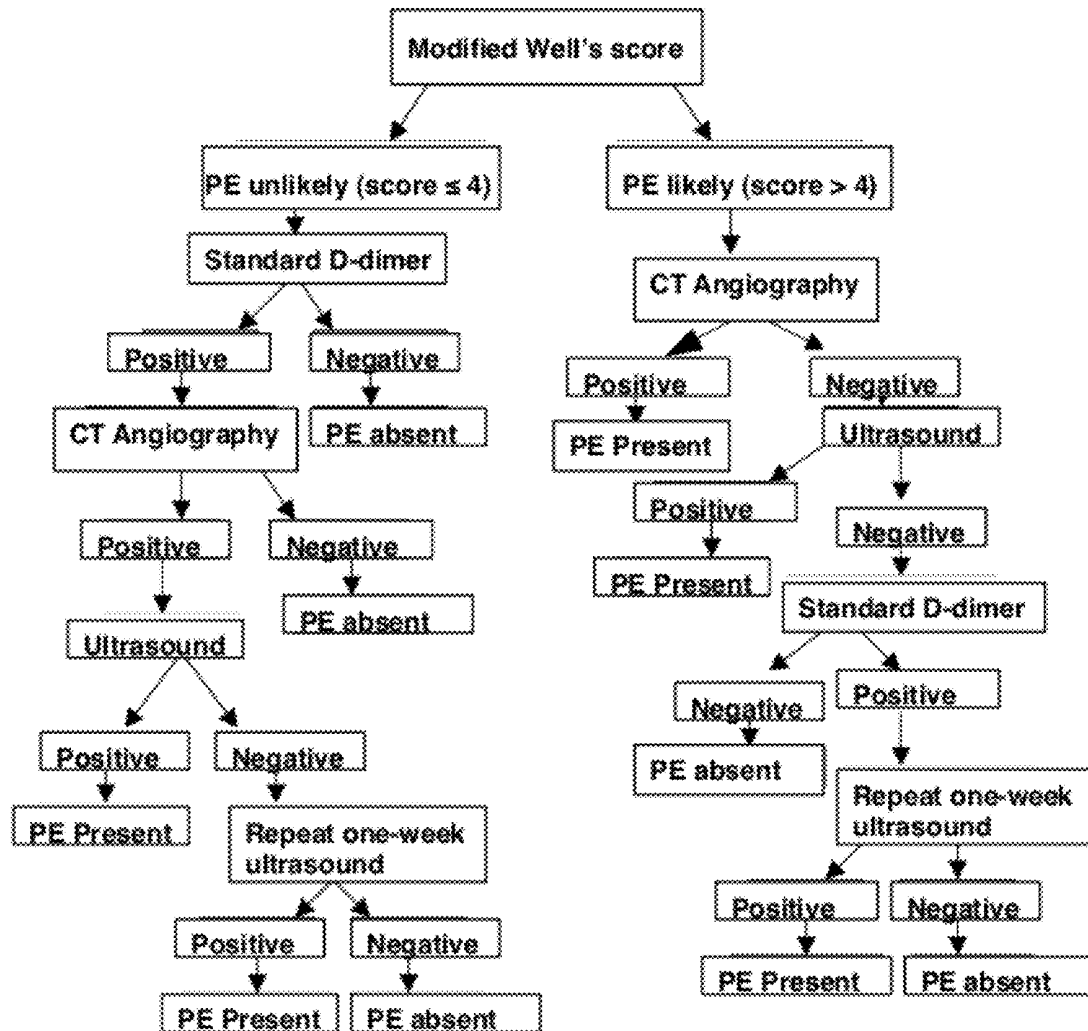 Modified Well's score
PE unlikely (score ≤ 4)
PE likely (score > 4)
Standard D-dimer
CT Angiography
Positive
Negative
Positive
Negative
CT Angiography
PE absent
PE Present
Ultrasound
Positive
Positive
Negative
Negative
PE Present
PE absent
Standard D-dimer
Ultrasound
Negative
Positive
Positive
Negative
PE absent
PE Present
Repeat one-week
ultrasound
Repeat one-week
ultrasound
Positive
Negative
Positive
Negative
PE Present
PE absent
PE Present
PE absent